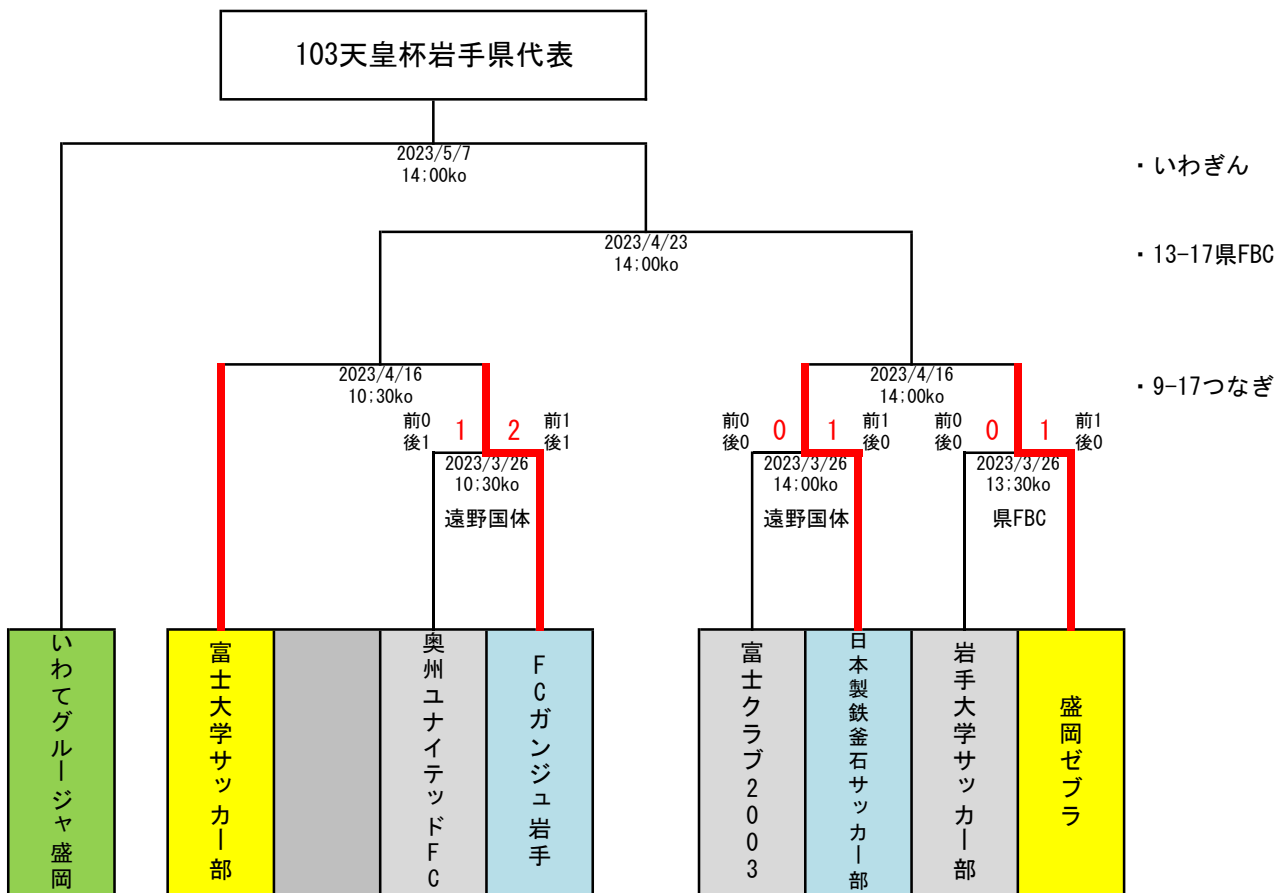 103天皇杯岩手県代表
2023/5/7
14;00ko
・いわぎん
2023/4/23
14;00ko
・13-17県FBC
2023/4/16
10;30ko
2023/4/16
14;00ko
・9-17つなぎ
前0
後1
1
2
前1
後1
前0
後0
0
1
前1
後0
前0
後0
0
1
前1
後0
2023/3/26
10;30ko
遠野国体
2023/3/26
14;00ko
遠野国体
2023/3/26
13;30ko
県FBC
いわてグルージャ盛岡
富士大学サッカー部
奥州ユナイテッドFC
FCガンジュ岩手
富士クラブ2003
日本製鉄釜石サッカー部
岩手大学サッカー部
盛岡ゼブラ